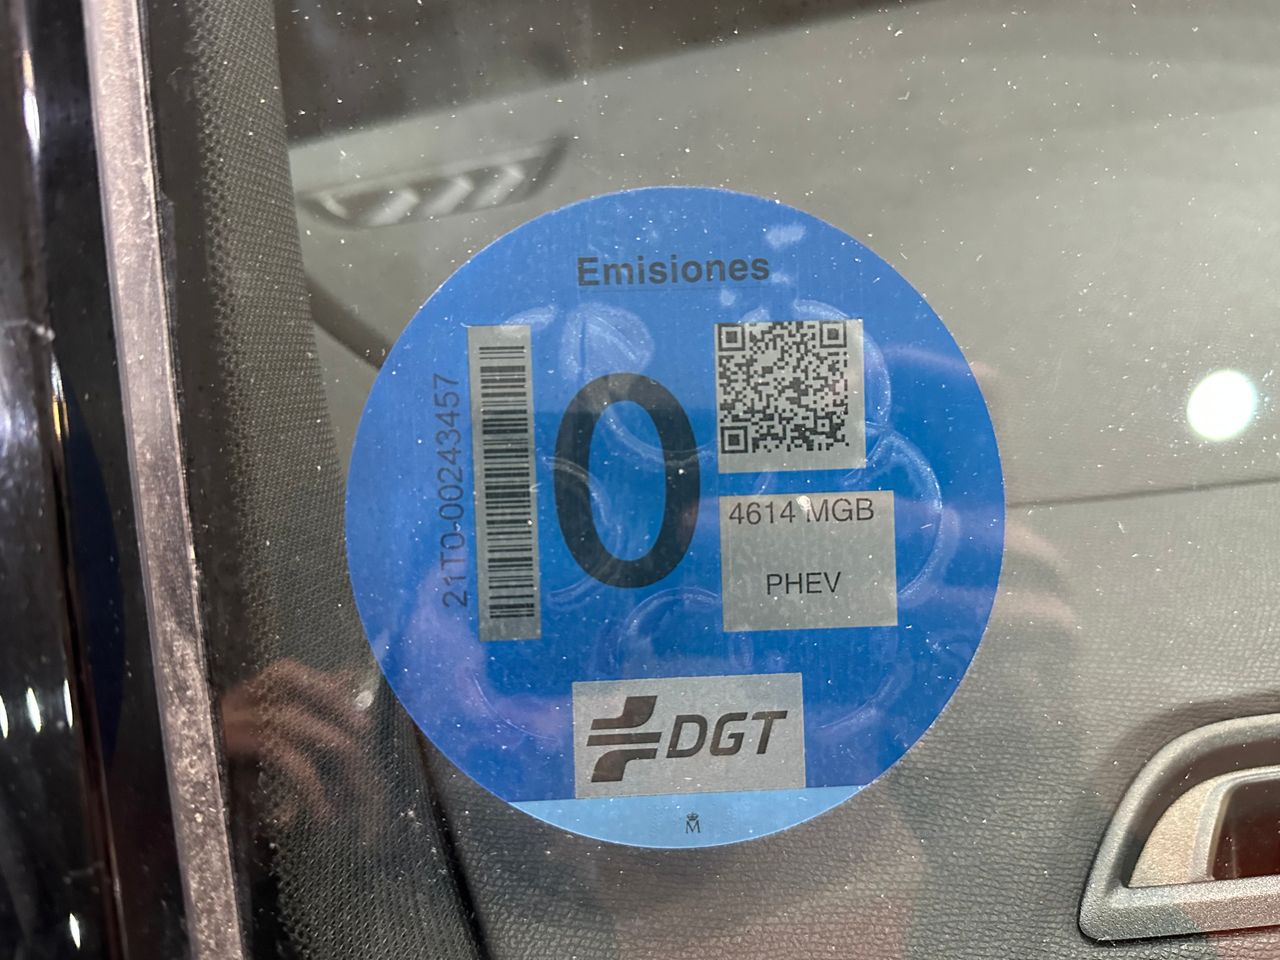 Emisiones
21T0-00243457
0
4614 MGB
PHEV
DGT
M